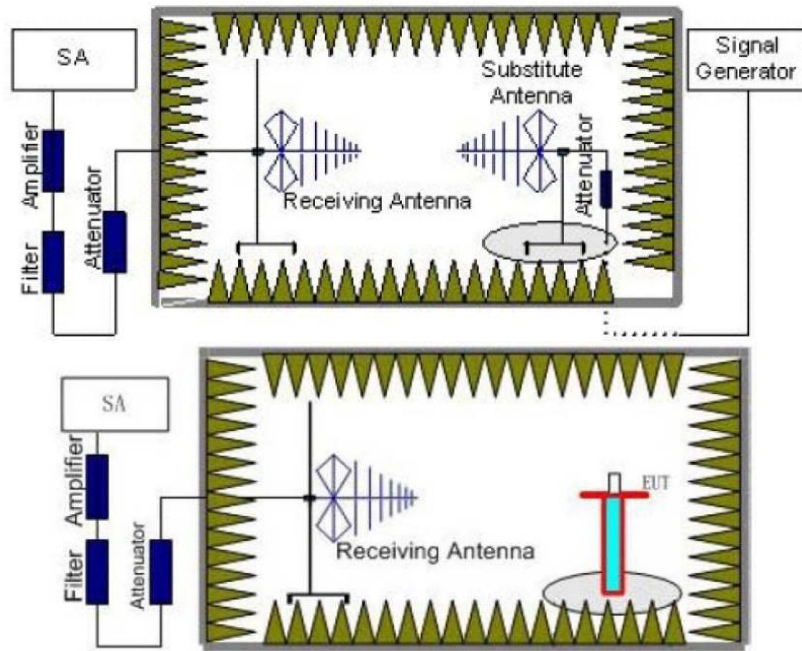 SA
Signal
Generator
Substitute
Antenna
Amplifier
Attenuator
Filter
Receiving Antenna
Attenuator
SA
Amplifier
Filter
Attenuator
Receiving Antenna
EUT